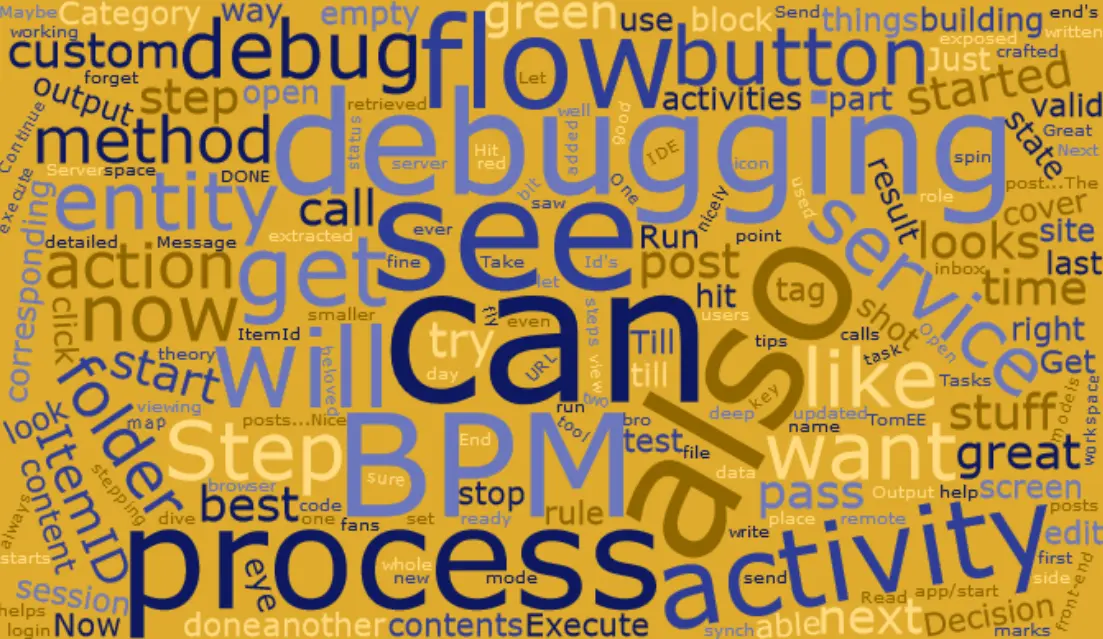 Maybe
Category
way
empty
green
use
block
Send
things
building
end's
working
custom
debug
flow
button
Just
exposed
crafted
written
forget
output
step
open
Let
retrieved
activities
part
started
valid
Continue
method
debugging
well
good
added
status
IDE
icon
spin
state
Great
Next
Server
space
DONE
server
Hit
red
execute
entity
call
bit
saw
One
nicely
used
role
result
post...The
cover
detailed
Message
extracted
ever
see
Run
point
looks
site
corresponding
action
get
fine
Take
Id's
let
post
service
inbox
last
time
now
click
smaller
fly
even
steps
hit
users
tag
also
shot
open
ItemId
can
try
URL
Till
tips
calls
right
theory
will
beloved
day
view
two
till
key
like
task
Get
folder
start
Tasks
models
viewing
map
posts...Nice
run
tool
bro
deep
updated
name
TomEE
stuff
look
ItemID
Step
BPM
End
test
file
want
great
workspace
content
stepping
browser
best
code
sure
stop
data
pass
Output
help
screen
always
dive
one
fans
set
ready
rule
place
remote
posts
starts
process
eye
whole
new
mode
write
activity
send
edit
first
side
session
Read
app/start
front-end
helps
login
Now
done
another
contents
Execute
synch
able
next
Decision
marks